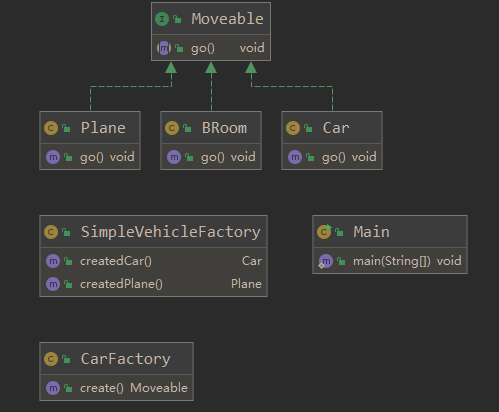 I Moveable
m go() void
C Plane
m go() void
C BRoom
m go() void
C Car
m go() void
C SimpleVehicleFactory
m createdCar() Car
m createdPlane() Plane
C Main
m main(String[]) void
C CarFactory
m create() Moveable